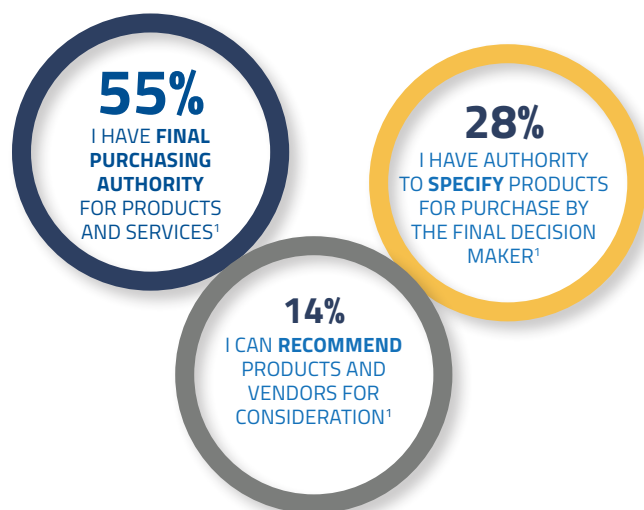 55%
I HAVE FINAL
PURCHASING
AUTHORITY
FOR PRODUCTS
AND SERVICES¹
28%
I HAVE AUTHORITY
TO SPECIFY PRODUCTS
FOR PURCHASE BY
THE FINAL DECISION
MAKER¹
14%
I CAN RECOMMEND
PRODUCTS AND
VENDORS FOR
CONSIDERATION¹